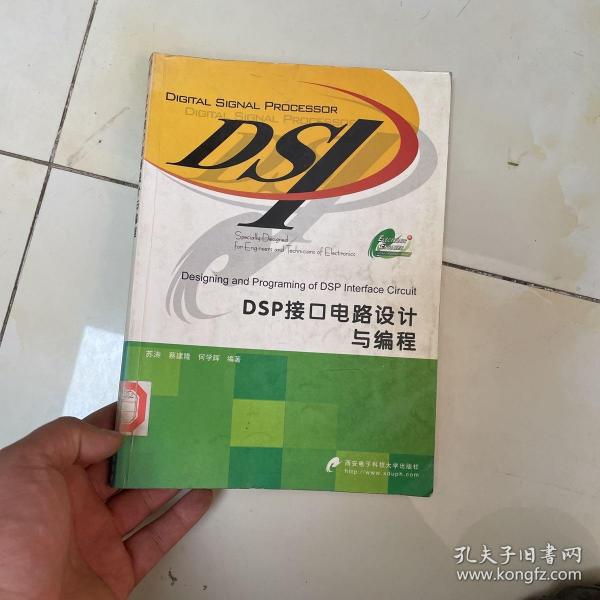 DIGITAL SIGNAL PROCESSOR
DIGITAL SIGNAL PROCESSOR
DSP
Specially Designed
for Engineers and Technicians of Electronics
Designing and Programing of DSP Interface Circuit
DSP接口电路设计
与编程
苏涛 蔡建隆 何学辉 编著
西安电子科技大学出版社
http://www.xduph.com
孔夫子旧书网
www.kongfz.com